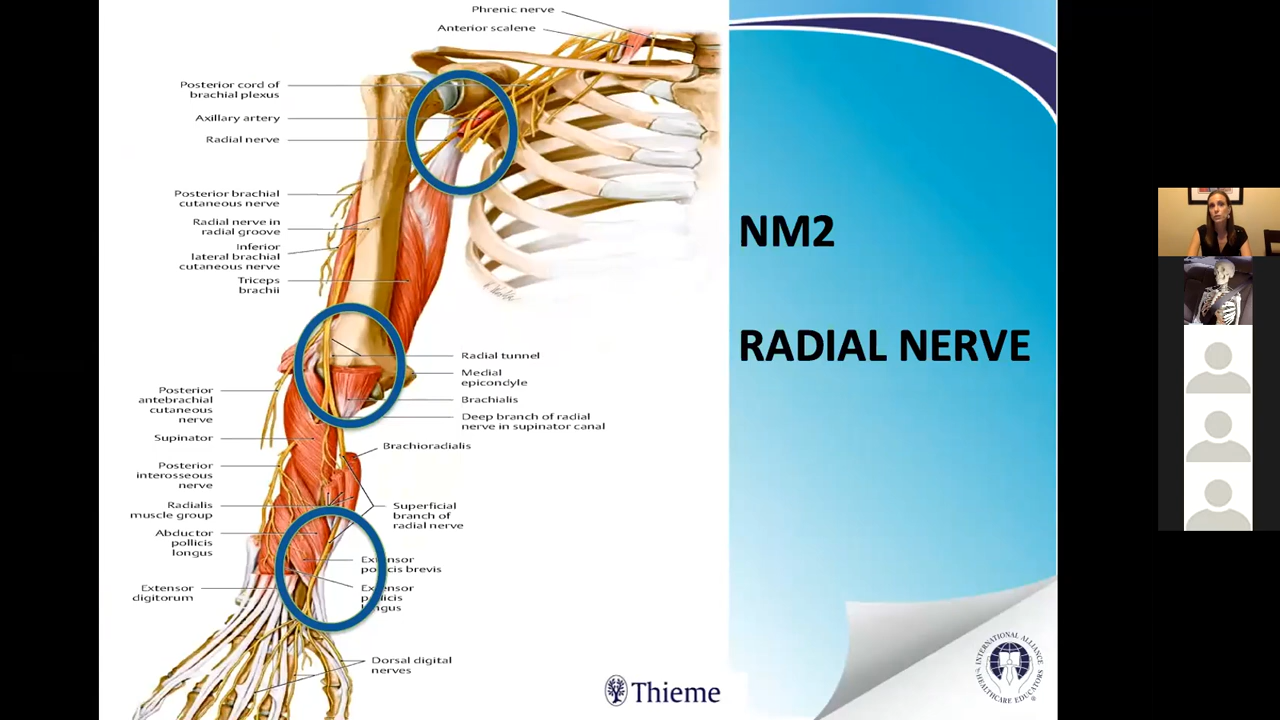 Phrenic nerve
Anterior scalene
Posterior cord of
brachial plexus
Axillary artery
Radial nerve
Posterior brachial
cutaneous nerve
Radial nerve in
radial groove
Inferior
lateral brachial
cutaneous nerve
Triceps
brachii
Radial tunnel
Medial
epicondyle
Brachialis
Deep branch of radial
nerve in supinator canal
Posterior
antebrachial
cutaneous
nerve
Supinator
Brachioradialis
Posterior
interosseous
nerve
Radialis
muscle group
Superficial
branch of
radial nerve
Abductor
pollicis
longus
Extensor
pollicis brevis
Extensor
digitorum
Extensor
pollicis
longus
Dorsal digital
nerves
Thieme
NM2
RADIAL NERVE
INTERNATIONAL ALLIANCE
HEALTHCARE EDUCATORS